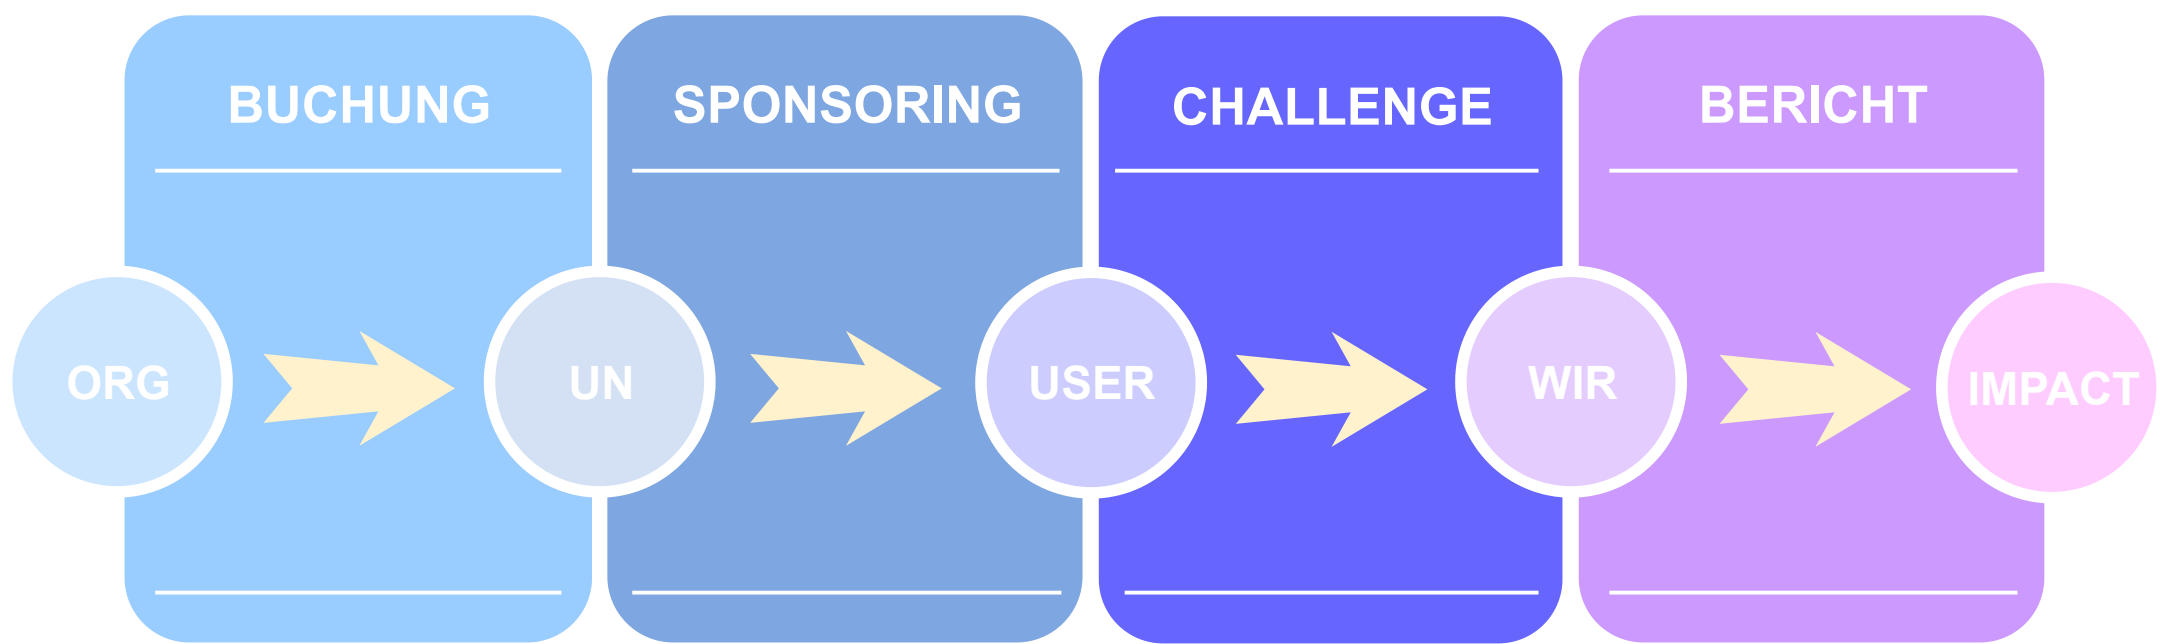 BUCHUNG
SPONSORING
CHALLENGE
BERICHT
ORG
UN
USER
WIR
IMPACT